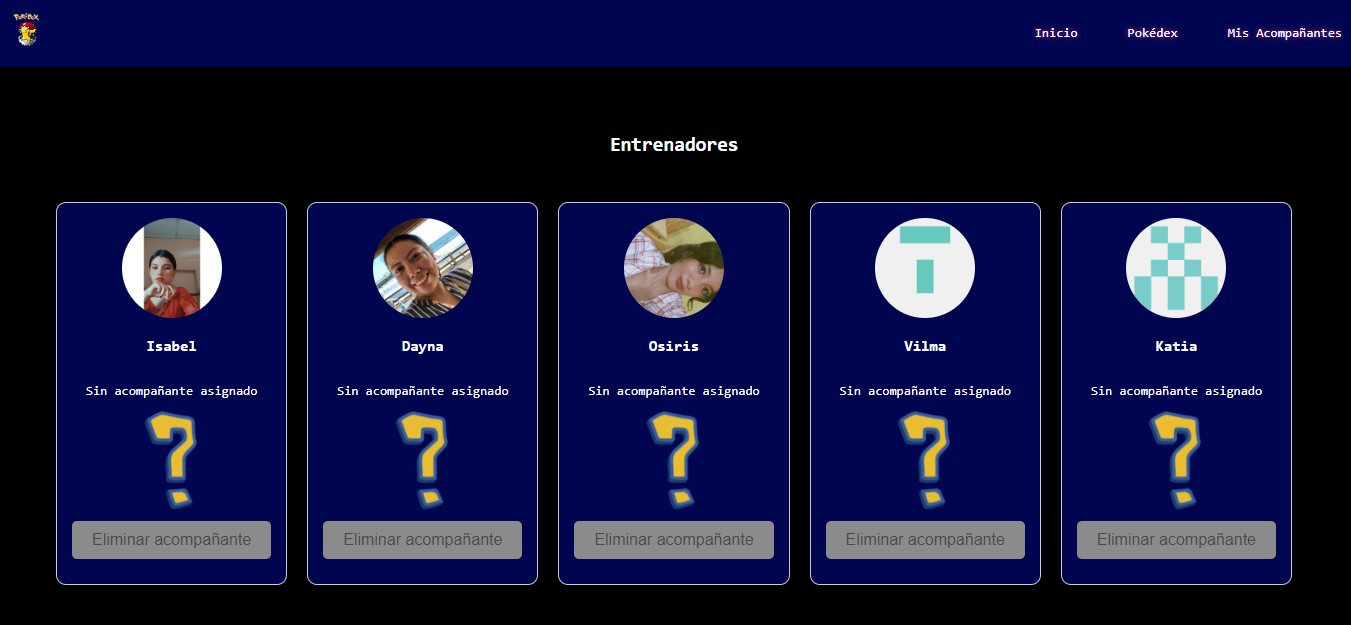 POKÉDEX
Inicio Pokédex Mis Acompañantes
Entrenadores
Isabel Dayna Osiris Vilma Katia
Sin acompañante asignado Sin acompañante asignado Sin acompañante asignado Sin acompañante asignado Sin acompañante asignado
? ? ? ? ?
Eliminar acompañante Eliminar acompañante Eliminar acompañante Eliminar acompañante Eliminar acompañante